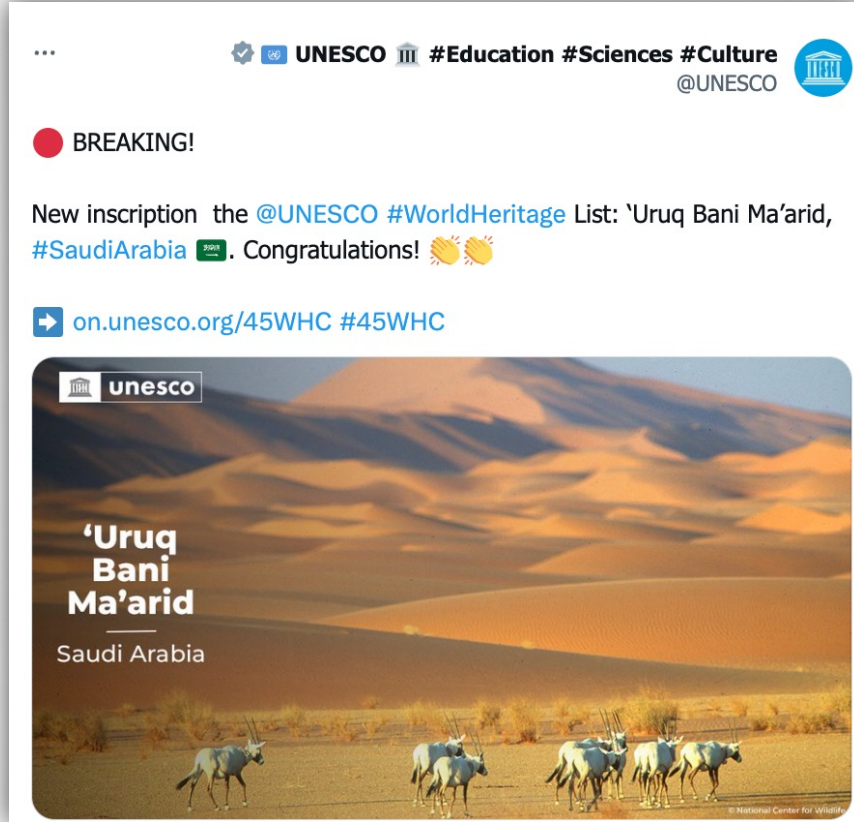 UNESCO 🏛️ #Education #Sciences #Culture
@UNESCO
🔴 BREAKING!
New inscription the @UNESCO #WorldHeritage List: ‘Uruq Bani Ma’arid,
#SaudiArabia 🇸🇦. Congratulations! 👏👏
➡️ on.unesco.org/45WHC #45WHC
unesco
‘Uruq
Bani
Ma’arid
Saudi Arabia
© National Center for Wildlife